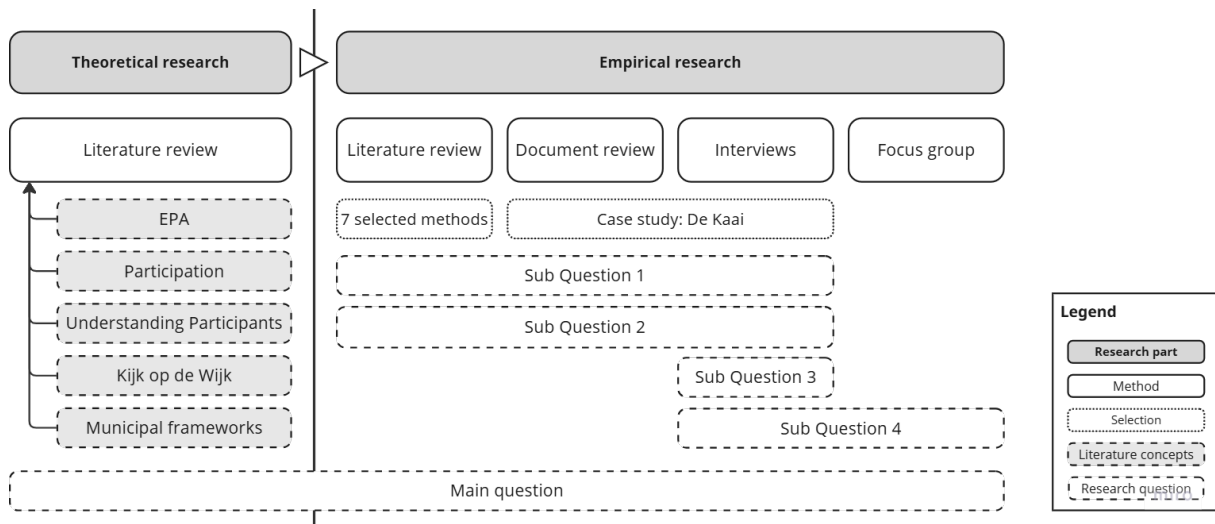 Theoretical research
Empirical research
Literature review
Literature review
Document review
Interviews
Focus group
EPA
7 selected methods
Case study: De Kaai
Participation
Sub Question 1
Understanding Participants
Sub Question 2
Kijk op de Wijk
Sub Question 3
Municipal frameworks
Sub Question 4
Main question
Legend
Research part
Method
Selection
Literature concepts
Research question
miro